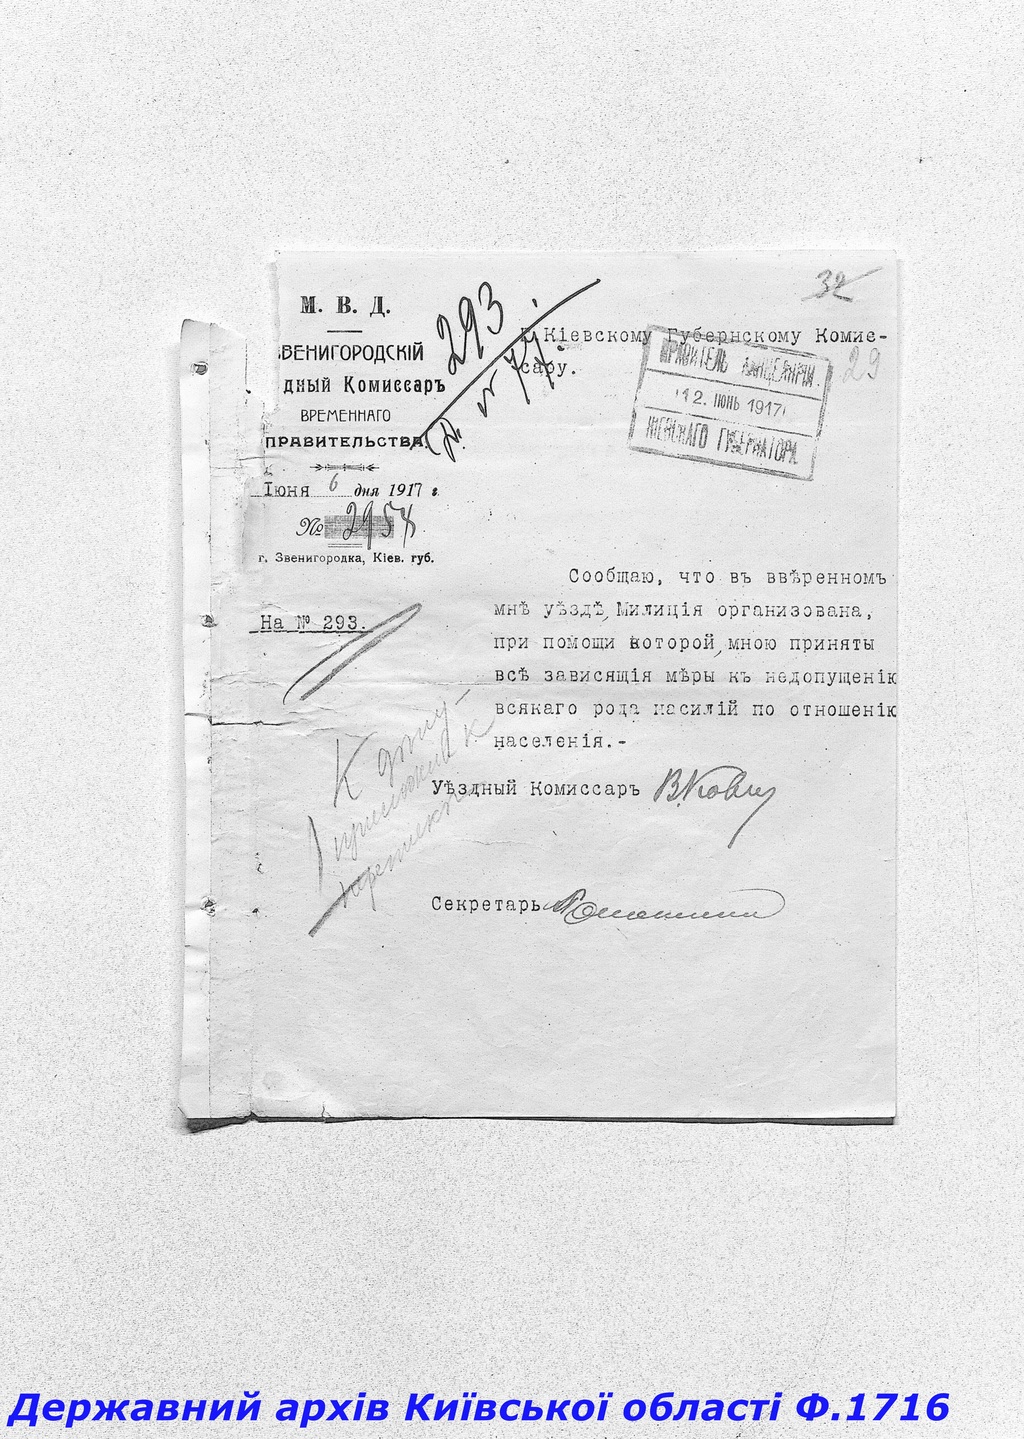 М. В. Д.
ЗВЕНИГОРОДСКІЙ
дный Комиссаръ
ВРЕМЕННАГО
ПРАВИТЕЛЬСТВА.
Іюня 6 дня 1917 г.
№ 2957
г. Звенигородка, Кіев. губ.
На № 293.
293
32
29
Г. Кіевскому Губернскому Комис-
сару.
ПРАВИТЕЛЬ КАНЦЕЛЯРІИ
12. ІЮНЬ 1917
КІЕВСКАГО ГУБЕРНАТОРА.
Сообщаю, что въ ввѣренномъ
мнѣ уѣздѣ, Милиція организована,
при помощи которой, мною приняты
всѣ зависящія мѣры къ недопущенію
всякаго рода насилій по отношенію
населенія.-
К делу
Уѣздный Комиссаръ
Секретарь
Державний архів Київської області Ф.1716